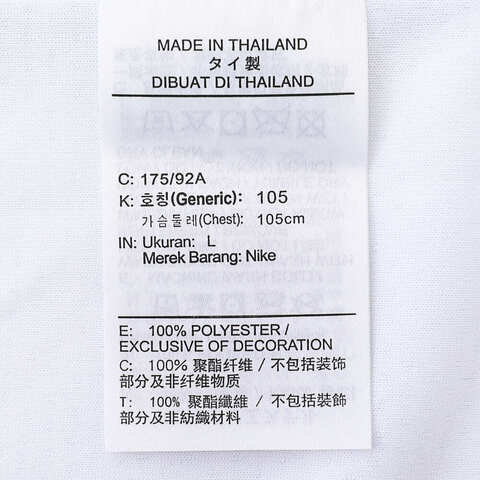 MADE IN THAILAND
タイ製
DIBUAT DI THAILAND
C: 175/92A
K: 호칭(Generic): 105
가슴둘레(Chest): 105cm
IN: Ukuran: L
Merek Barang: Nike
E: 100% POLYESTER /
EXCLUSIVE OF DECORATION
C: 100% 聚酯纤维 / 不包括装饰
部分及非纤维物质
T: 100% 聚酯纖維 / 不包括裝飾
部分及非紡織材料